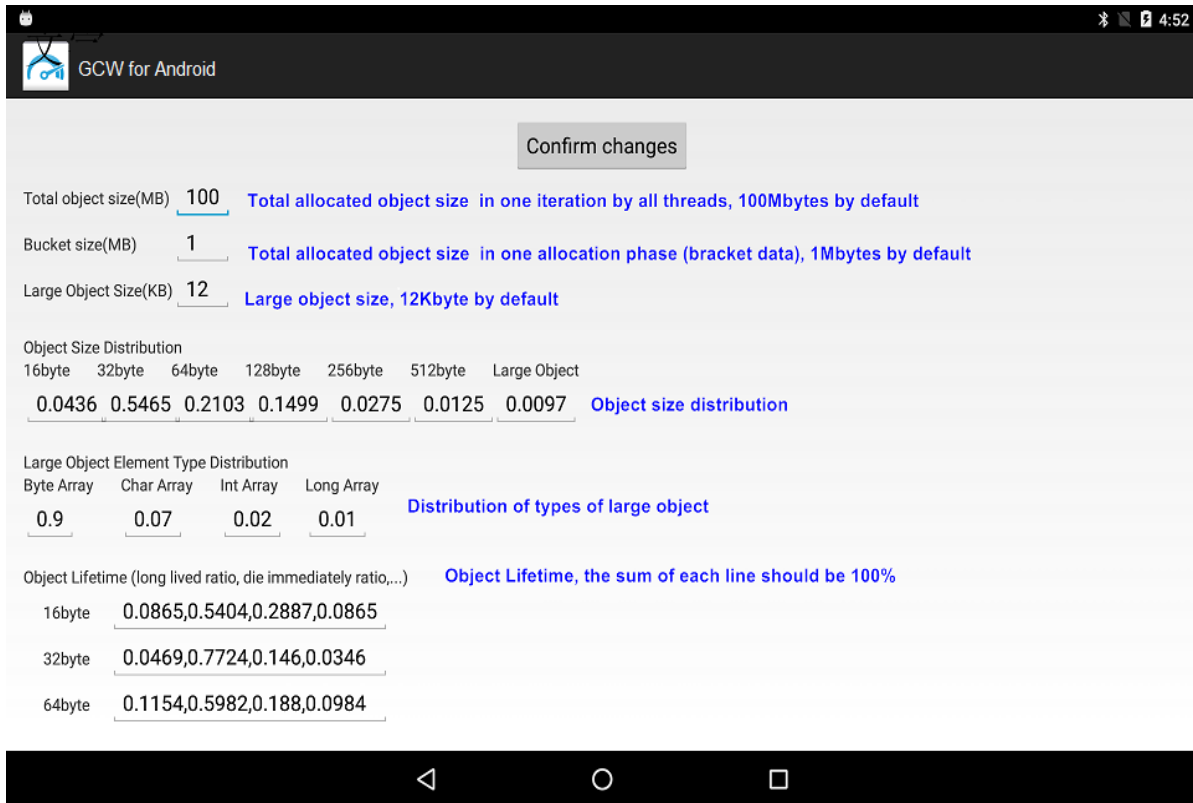 4:52
GCW for Android
Confirm changes
Total object size(MB) 100 Total allocated object size in one iteration by all threads, 100Mbytes by default
Bucket size(MB) 1 Total allocated object size in one allocation phase (bracket data), 1Mbytes by default
Large Object Size(KB) 12 Large object size, 12Kbyte by default
Object Size Distribution
16byte 32byte 64byte 128byte 256byte 512byte Large Object
0.0436 0.5465 0.2103 0.1499 0.0275 0.0125 0.0097 Object size distribution
Large Object Element Type Distribution
Byte Array Char Array Int Array Long Array
0.9 0.07 0.02 0.01 Distribution of types of large object
Object Lifetime (long lived ratio, die immediately ratio,...) Object Lifetime, the sum of each line should be 100%
16byte 0.0865,0.5404,0.2887,0.0865
32byte 0.0469,0.7724,0.146,0.0346
64byte 0.1154,0.5982,0.188,0.0984